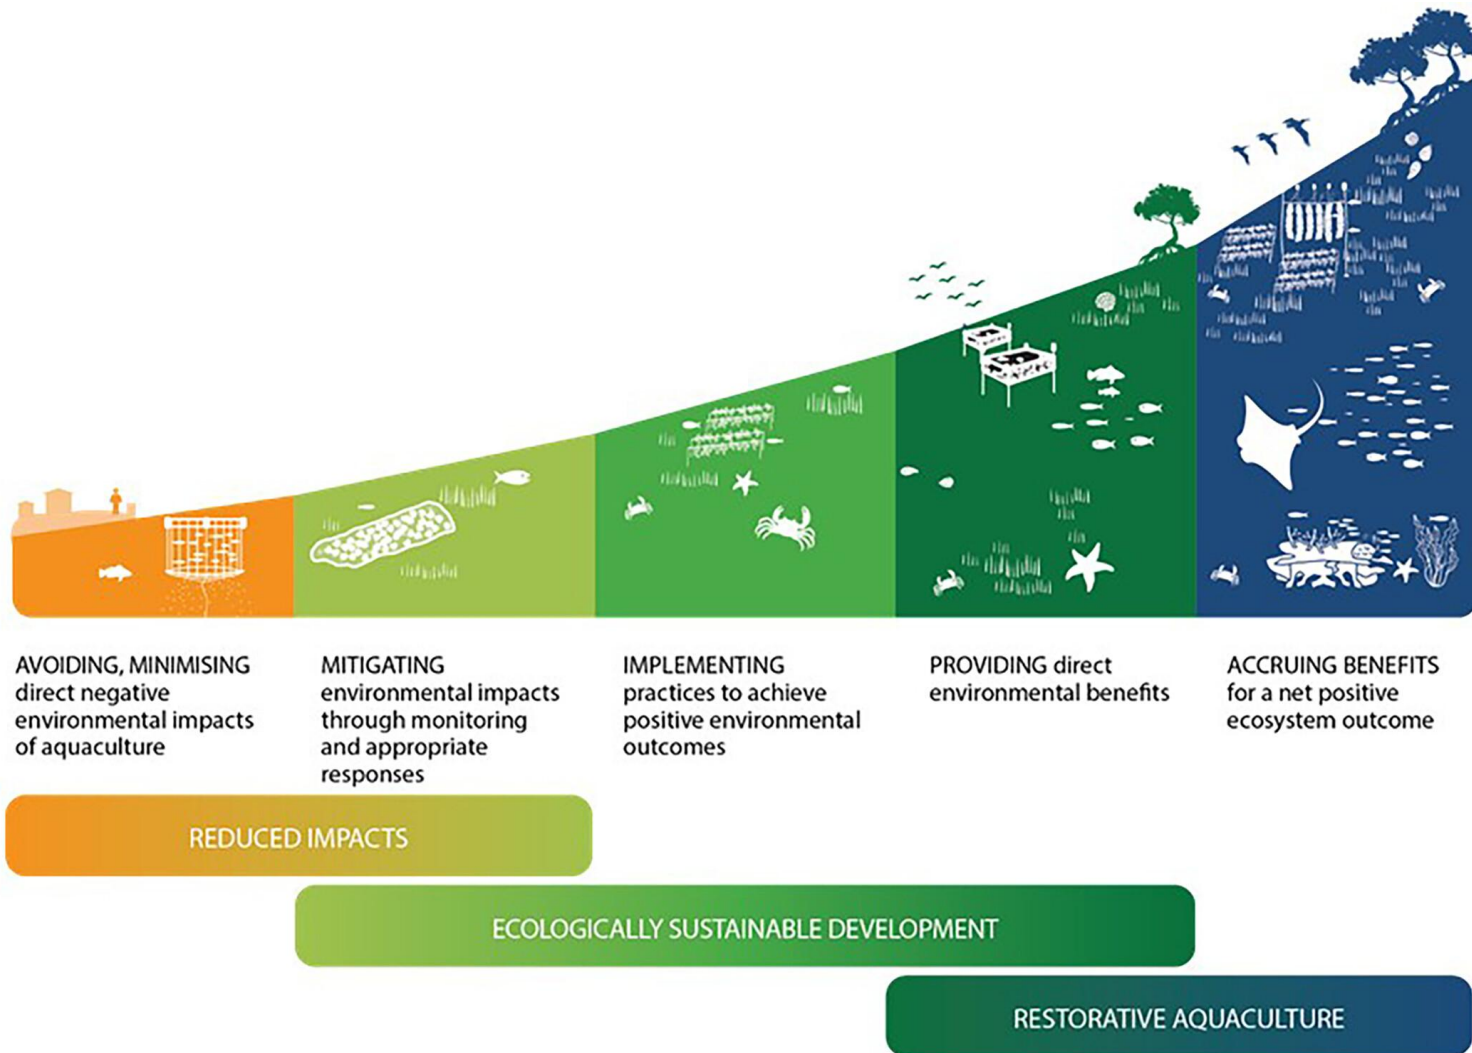 AVOIDING, MINIMISING
direct negative
environmental impacts
of aquaculture
MITIGATING
environmental impacts
through monitoring
and appropriate
responses
IMPLEMENTING
practices to achieve
positive environmental
outcomes
PROVIDING direct
environmental benefits
ACCRUING BENEFITS
for a net positive
ecosystem outcome
REDUCED IMPACTS
ECOLOGICALLY SUSTAINABLE DEVELOPMENT
RESTORATIVE AQUACULTURE